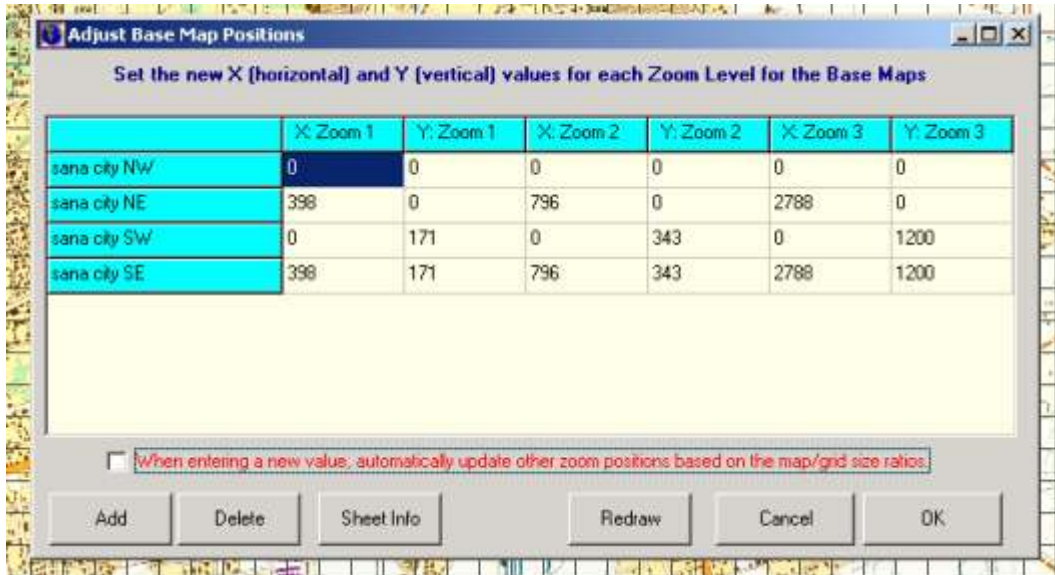 Adjust Base Map Positions
Set the new X (horizontal) and Y (vertical) values for each Zoom Level for the Base Maps
X: Zoom 1 Y: Zoom 1 X: Zoom 2 Y: Zoom 2 X: Zoom 3 Y: Zoom 3
sana city NW 0 0 0 0 0 0
sana city NE 398 0 796 0 2788 0
sana city SW 0 171 0 343 0 1200
sana city SE 398 171 796 343 2788 1200
When entering a new value, automatically update other zoom positions based on the map/grid size ratios.
Add Delete Sheet Info Redraw Cancel OK